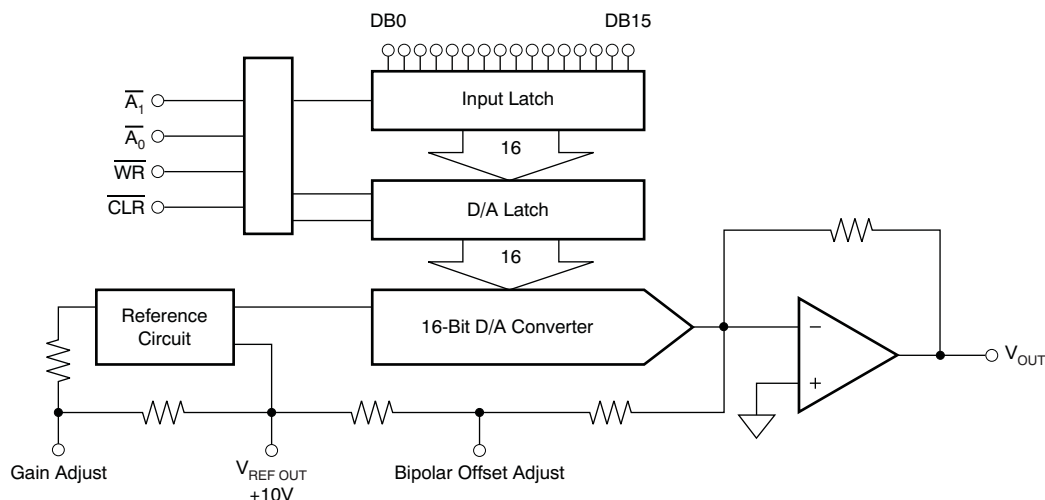 DB0 DB15
Input Latch
A1
A0
WR
CLR
16
D/A Latch
16
Reference
Circuit
16-Bit D/A Converter
−
+
VOUT
Gain Adjust
VREF OUT
+10V
Bipolar Offset Adjust